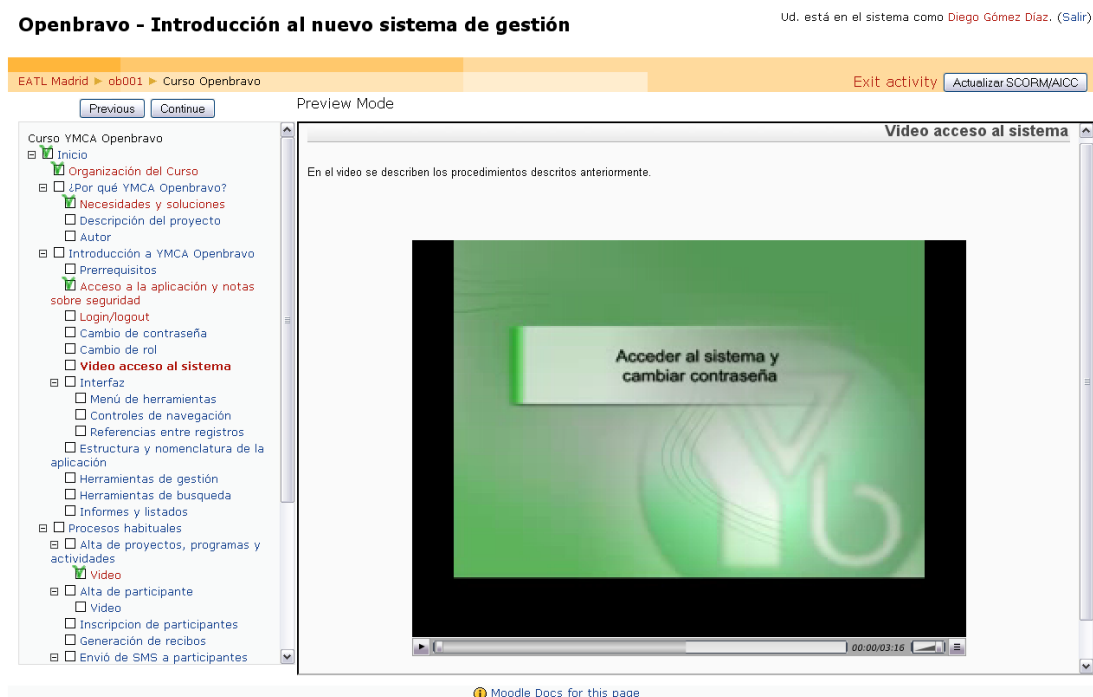 Openbravo - Introducción al nuevo sistema de gestión
Ud. está en el sistema como Diego Gómez Díaz. (Salir)
EATL Madrid ► ob001 ► Curso Openbravo
Exit activity Actualizar SCORM/AICC
Previous Continue
Preview Mode
Curso YMCA Openbravo
Inicio
Organización del Curso
¿Por qué YMCA Openbravo?
Necesidades y soluciones
Descripción del proyecto
Autor
Introducción a YMCA Openbravo
Prerrequisitos
Acceso a la aplicación y notas
sobre seguridad
Login/logout
Cambio de contraseña
Cambio de rol
Video acceso al sistema
Interfaz
Menú de herramientas
Controles de navegación
Referencias entre registros
Estructura y nomenclatura de la
aplicación
Herramientas de gestión
Herramientas de busqueda
Informes y listados
Procesos habituales
Alta de proyectos, programas y
actividades
Video
Alta de participante
Video
Inscripcion de participantes
Generación de recibos
Envió de SMS a participantes
Video acceso al sistema
En el video se describen los procedimientos descritos anteriormente.
Acceder al sistema y
cambiar contraseña
00:00/03:16
Moodle Docs for this page